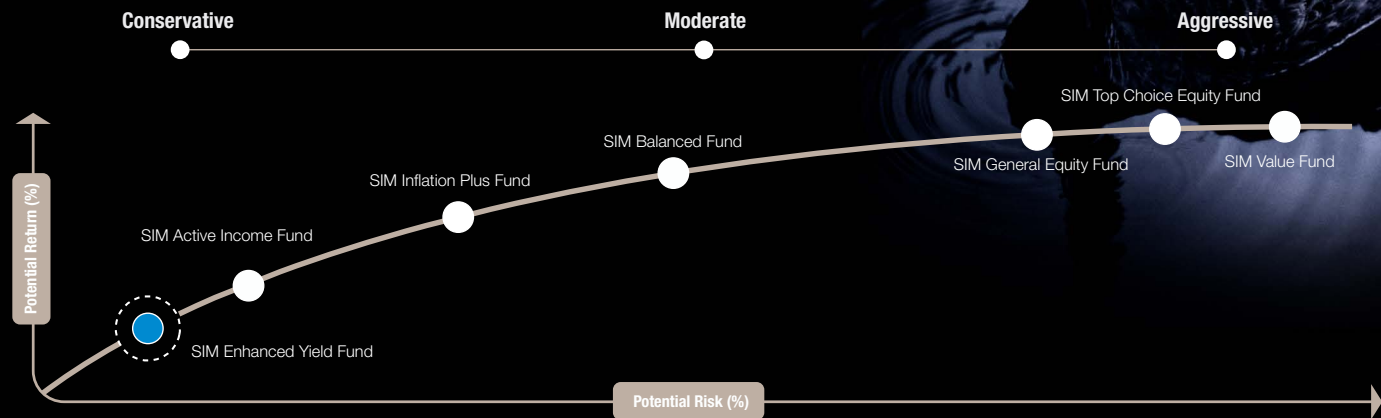 Conservative
Moderate
Aggressive
SIM Top Choice Equity Fund
SIM Balanced Fund
SIM General Equity Fund
SIM Value Fund
SIM Inflation Plus Fund
SIM Active Income Fund
Potential Return (%)
SIM Enhanced Yield Fund
Potential Risk (%)